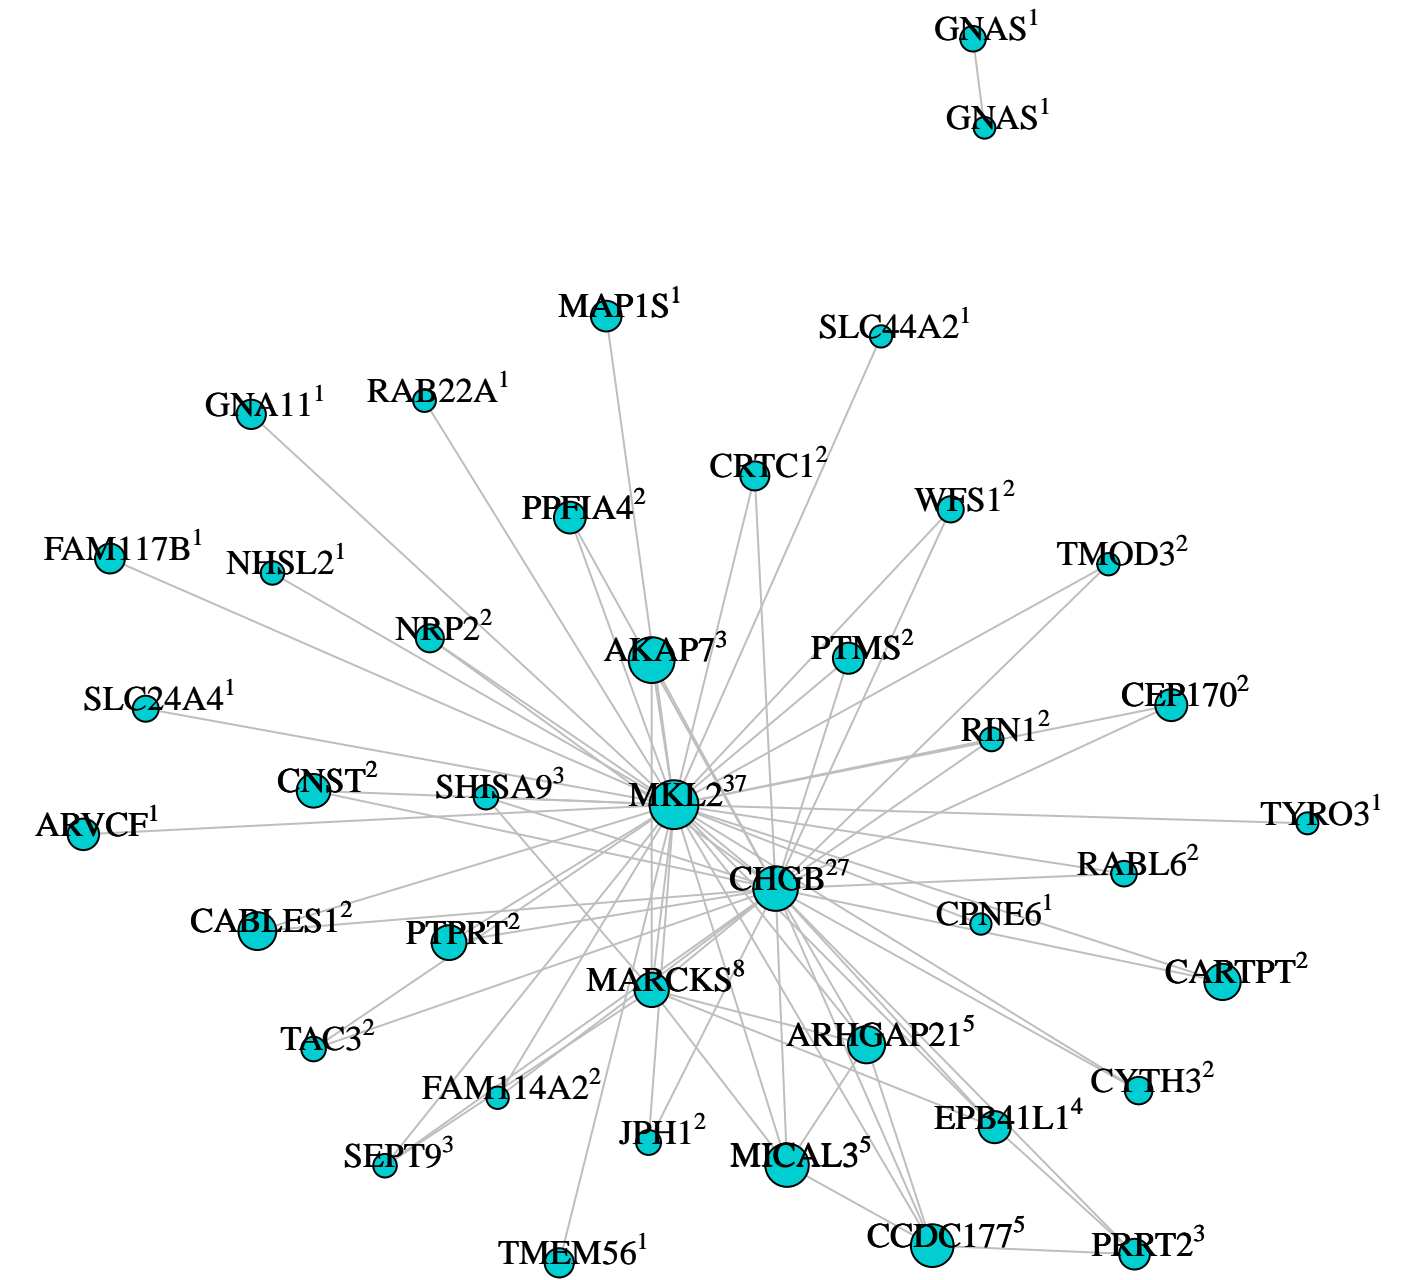 GNAS¹
GNAS¹
MAP1S¹
SLC44A2¹
RAB22A¹
GNA11¹
CRTC1²
WFS1²
PPFIA4²
FAM117B¹
NHSL2¹
TMOD3²
NRP2²
AKAP7³
PTMS²
SLC24A4¹
CEP170²
RIN1²
CNST²
SHISA9³
MKL2³⁷
TYRO3¹
ARVCF¹
RABL6²
CHGB²⁷
CPNE6¹
CABLES1²
PTPRT²
CARTPT²
MARCKS⁸
ARHGAP21⁵
TAC3²
CYTH3²
FAM114A2²
EPB41L1⁴
JPH1²
SEPT9³
MICAL3⁵
CCDC177⁵
PRRT2³
TMEM56¹